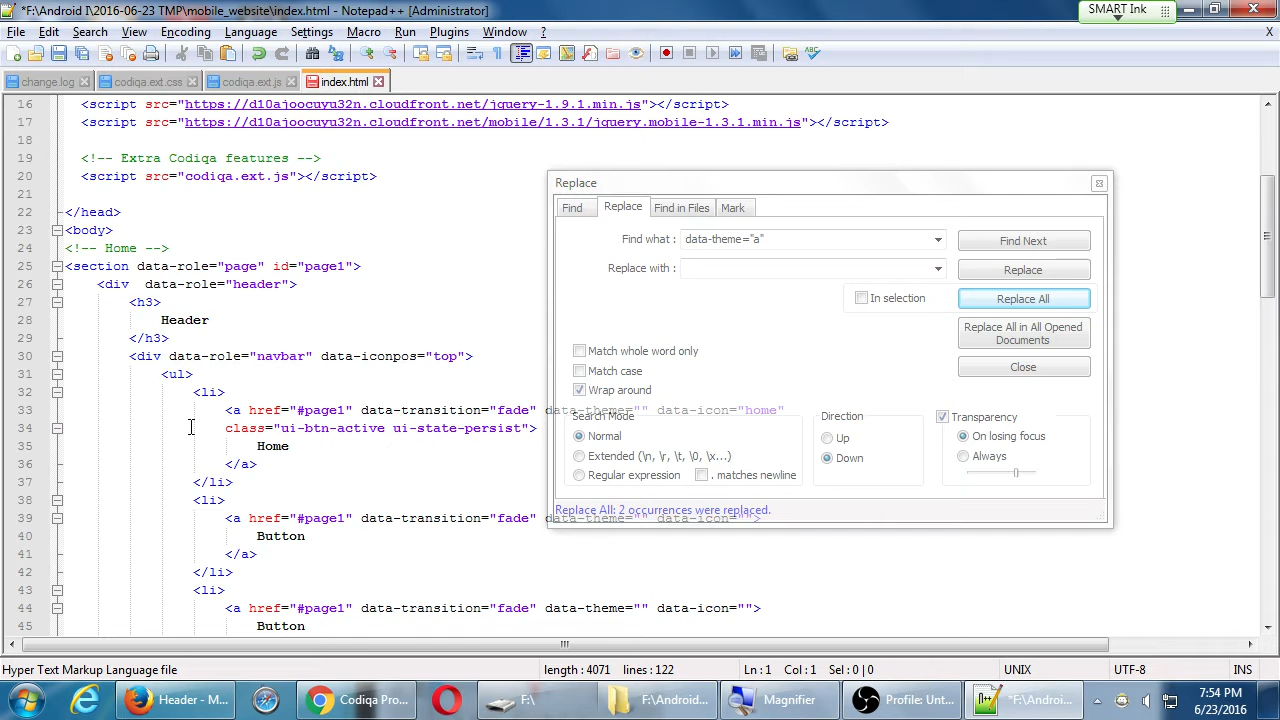 *F:\Android I\2016-06-23 TMP\mobile_website\index.html - Notepad++ [Administrator]
SMART Ink
File Edit Search View Encoding Language Settings Macro Run Plugins Window ? X
change.log codiqa.ext.css codiqa.ext.js index.html
16 <script src="https://d10ajoocuyu32n.cloudfront.net/jquery-1.9.1.min.js"></script>
17 <script src="https://d10ajoocuyu32n.cloudfront.net/mobile/1.3.1/jquery.mobile-1.3.1.min.js"></script>
18
19 <!-- Extra Codiqa features -->
20 <script src="codiqa.ext.js"></script>
21
22 </head>
23 <body>
24 <!-- Home -->
25 <section data-role="page" id="page1">
26 <div  data-role="header">
27 <h3>
28 Header
29 </h3>
30 <div data-role="navbar" data-iconpos="top">
31 <ul>
32 <li>
33 <a href="#page1" data-transition="fade" data-theme="" data-icon="home"
34 class="ui-btn-active ui-state-persist">
35 Home
36 </a>
37 </li>
38 <li>
39 <a href="#page1" data-transition="fade" data-theme="" data-icon="">
40 Button
41 </a>
42 </li>
43 <li>
44 <a href="#page1" data-transition="fade" data-theme="" data-icon="">
45 Button
Replace
Find Replace Find in Files Mark
Find what : data-theme="a" Find Next
Replace with : Replace
In selection Replace All
Replace All in All Opened
Documents
Match whole word only
Match case Close
Wrap around
Search Mode Direction Transparency
Normal Up On losing focus
Extended (\n, \r, \t, \0, \x...) Down Always
Regular expression . matches newline
Replace All: 2 occurrences were replaced.
Hyper Text Markup Language file length : 4071 lines : 122 Ln : 1 Col : 1 Sel : 0 | 0 UNIX UTF-8 INS
Header - M... Codiqa Pro... F:\ F:\Android... Magnifier Profile: Unt... *F:\Android I... 7:54 PM
6/23/2016